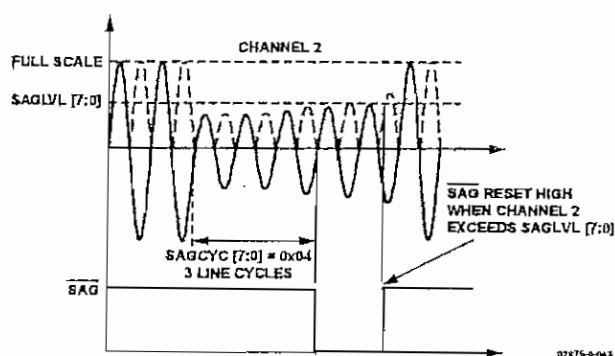 CHANNEL 2
FULL SCALE
SAGLVL [7:0]
SAG RESET HIGH
WHEN CHANNEL 2
EXCEEDS SAGLVL [7:0]
SAGCYC [7:0] = 0x04
3 LINE CYCLES
SAG